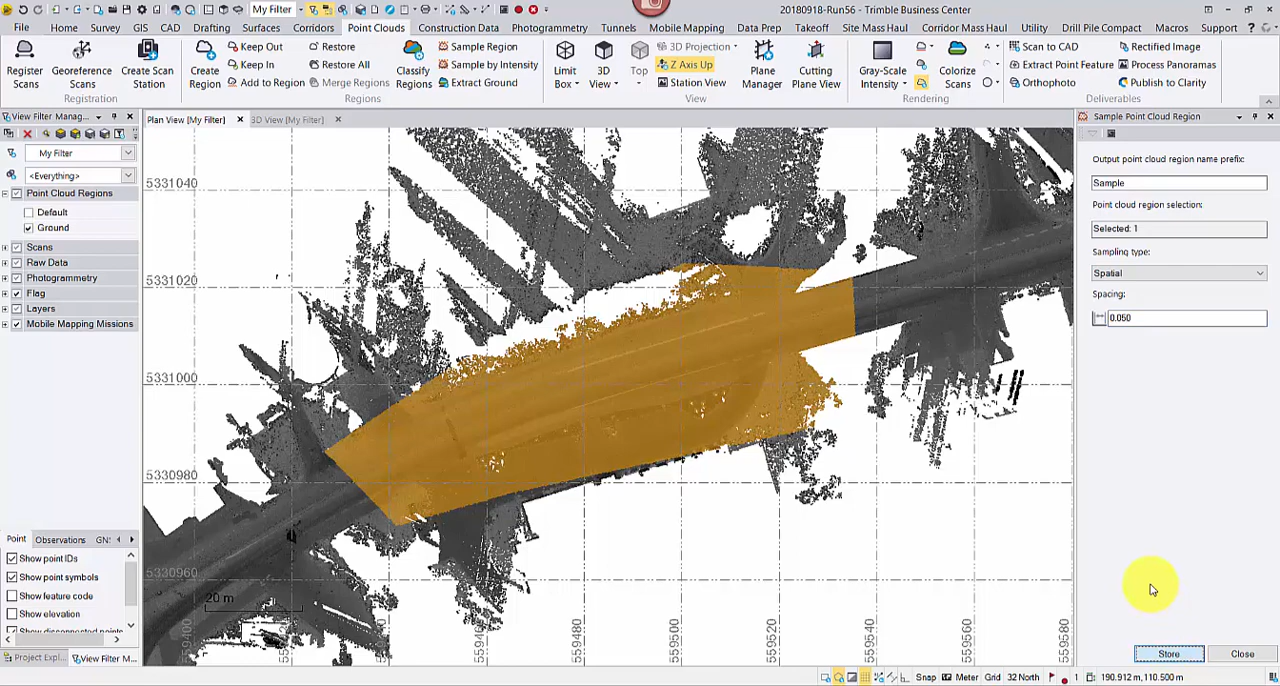 My Filter
20180918-Run56 - Trimble Business Center
File Home Survey GIS CAD Drafting Surfaces Corridors Point Clouds Construction Data Photogrammetry Tunnels Mobile Mapping Data Prep Takeoff Site Mass Haul Corridor Mass Haul Utility Drill Pile Compact Macros Support
Register Scans
Georeference Scans
Create Scan Station
Registration
Create Region
Keep Out
Keep In
Add to Region
Restore
Restore All
Merge Regions
Classify Regions
Sample Region
Sample by Intensity
Extract Ground
Regions
Limit Box
3D View
Top
3D Projection
Z Axis Up
Station View
Plane Manager
Cutting Plane View
View
Gray-Scale Intensity
Colorize Scans
Rendering
Scan to CAD
Extract Point Feature
Orthophoto
Rectified Image
Process Panoramas
Publish to Clarity
Deliverables
View Filter Manag...
My Filter
<Everything>
Point Cloud Regions
Default
Ground
Scans
Raw Data
Photogrammetry
Flag
Layers
Mobile Mapping Missions
Point Observations GN
Show point IDs
Show point symbols
Show feature code
Show elevation
Show disconnected points
Project Expl...
View Filter M...
Plan View [My Filter]
3D View [My Filter]
5331040
5331020
5331000
5330980
5330960
20 m
559400
559480
559500
559520
559540
559560
559580
Sample Point Cloud Region
Output point cloud region name prefix:
Sample
Point cloud region selection:
Selected: 1
Sampling type:
Spatial
Spacing:
0.050
Store
Close
Snap
Meter
Grid
32 North
1
190.912 m, 110.500 m